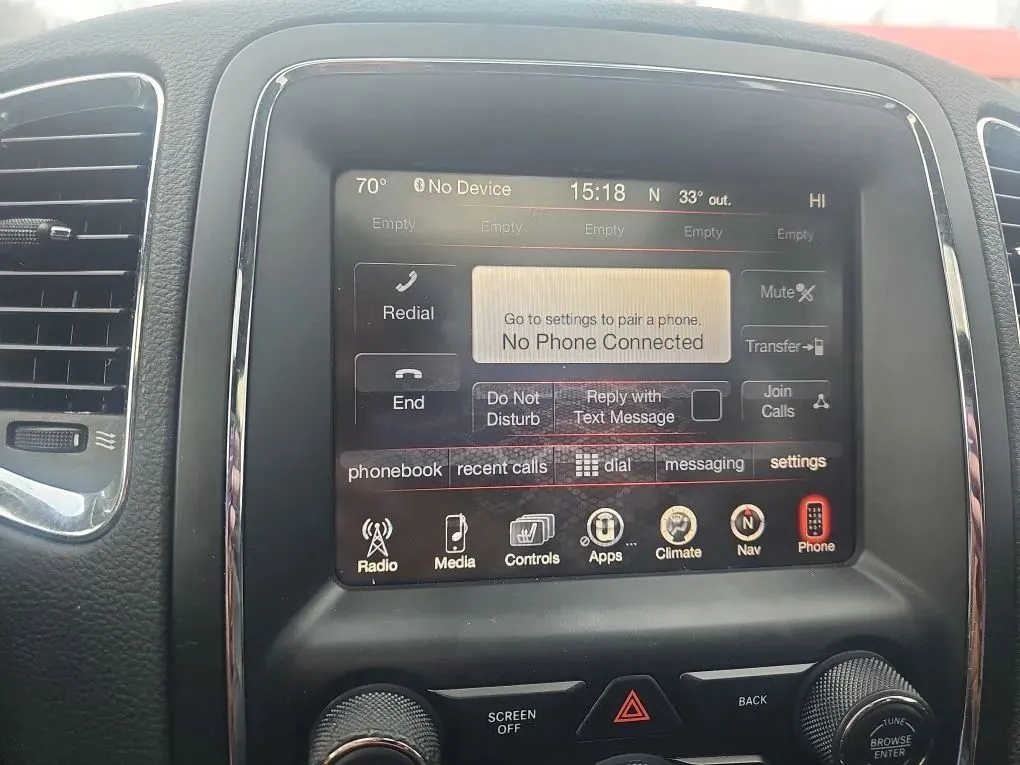 70° No Device 15:18 N 33° out. HI
Empty Empty Empty Empty Empty
Redial
Go to settings to pair a phone.
No Phone Connected
Mute
Transfer
End
Do Not
Disturb
Reply with
Text Message
Join
Calls
phonebook recent calls dial messaging settings
Radio Media Controls Apps... Climate Nav Phone
N
SCREEN
OFF
BACK
TUNE
BROWSE
ENTER